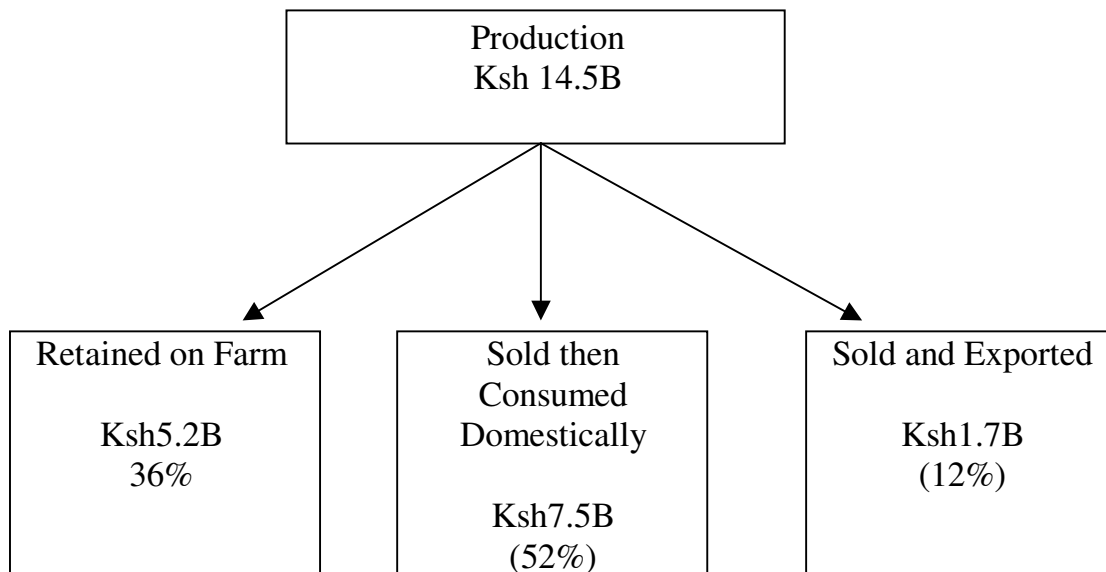 Production
Ksh 14.5B
Retained on Farm
Ksh5.2B
36%
Sold then
Consumed
Domestically
Ksh7.5B
(52%)
Sold and Exported
Ksh1.7B
(12%)